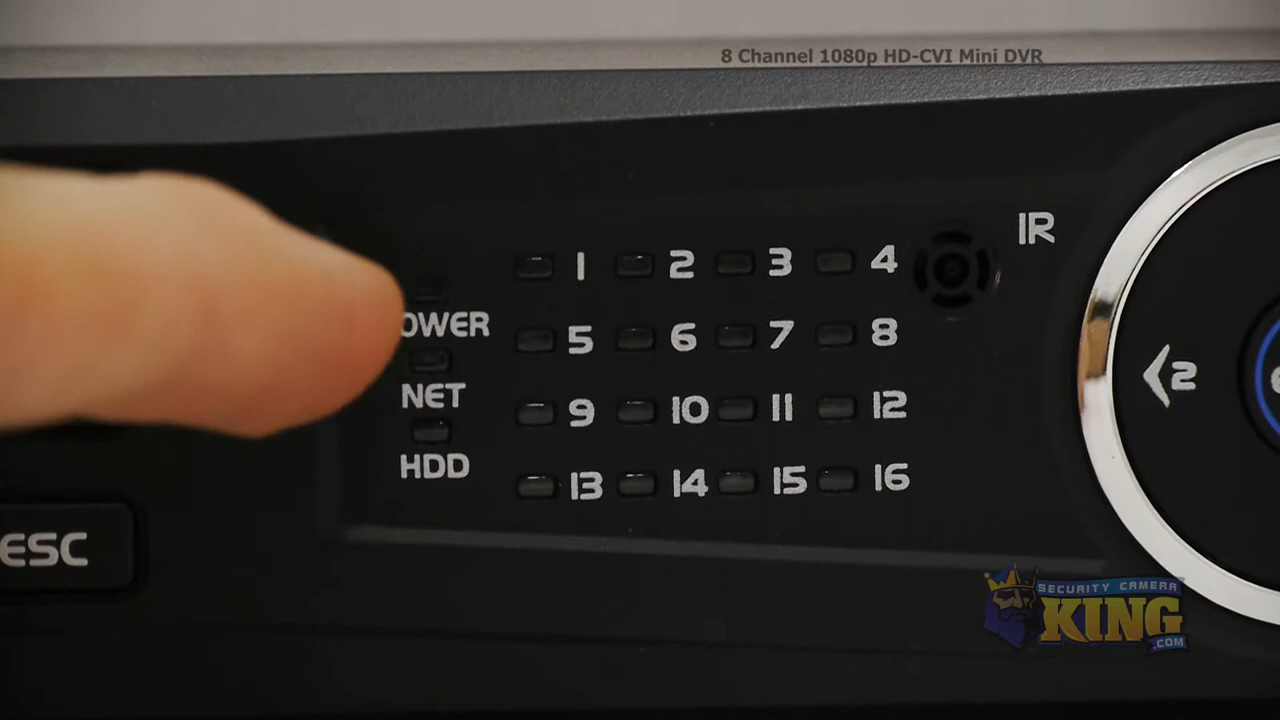 8 Channel 1080p HD-CVI Mini DVR
IR
1 2 3 4
OWER
5 6 7 8
<2
NET
9 10 11 12
HDD
13 14 15 16
ESC
SECURITY CAMERA
KING
.COM